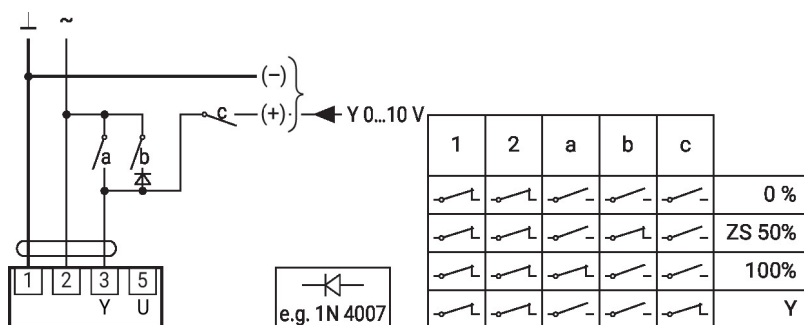 ⊥ ~
(−)
c (+) Y 0...10 V
a b
1 2 3 5
Y U
e.g. 1N 4007
1 2 a b c
0 %
ZS 50%
100%
Y